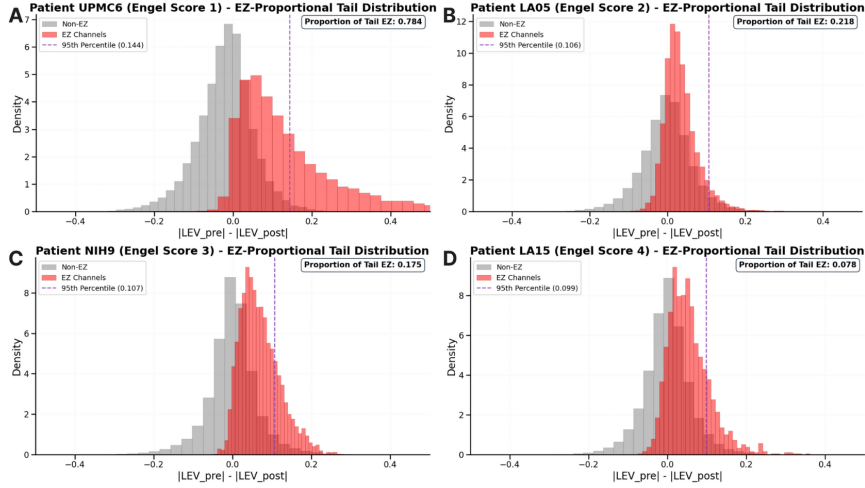 A
Patient UPMC6 (Engel Score 1) - EZ-Proportional Tail Distribution
Non-EZ
EZ Channels
95th Percentile (0.144)
Proportion of Tail EZ: 0.784
Density
7
6
5
4
3
2
1
0
−0.4
−0.2
0.0
0.2
0.4
|LEV_pre| - |LEV_post|
B
Patient LA05 (Engel Score 2) - EZ-Proportional Tail Distribution
Non-EZ
EZ Channels
95th Percentile (0.106)
Proportion of Tail EZ: 0.218
Density
12
10
8
6
4
2
0
−0.4
−0.2
0.0
0.2
0.4
|LEV_pre| - |LEV_post|
C
Patient NIH9 (Engel Score 3) - EZ-Proportional Tail Distribution
Non-EZ
EZ Channels
95th Percentile (0.107)
Proportion of Tail EZ: 0.175
Density
8
6
4
2
0
−0.4
−0.2
0.0
0.2
0.4
|LEV_pre| - |LEV_post|
D
Patient LA15 (Engel Score 4) - EZ-Proportional Tail Distribution
Non-EZ
EZ Channels
95th Percentile (0.099)
Proportion of Tail EZ: 0.078
Density
8
6
4
2
0
−0.4
−0.2
0.0
0.2
0.4
|LEV_pre| - |LEV_post|